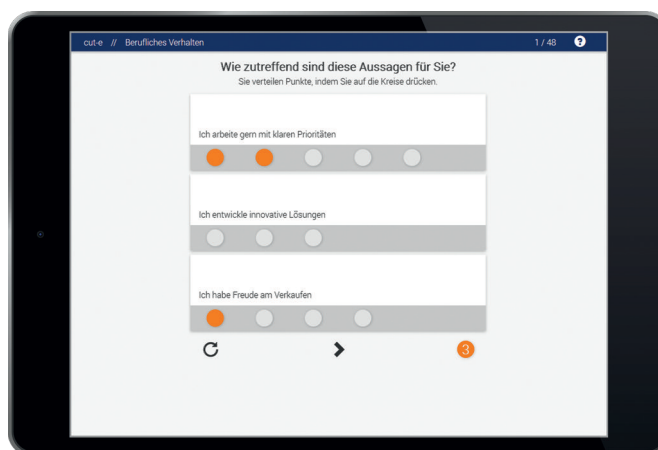 cut-e // Berufliches Verhalten
1 / 48 ?
Wie zutreffend sind diese Aussagen für Sie?
Sie verteilen Punkte, indem Sie auf die Kreise drücken.
Ich arbeite gern mit klaren Prioritäten
Ich entwickle innovative Lösungen
Ich habe Freude am Verkaufen
3